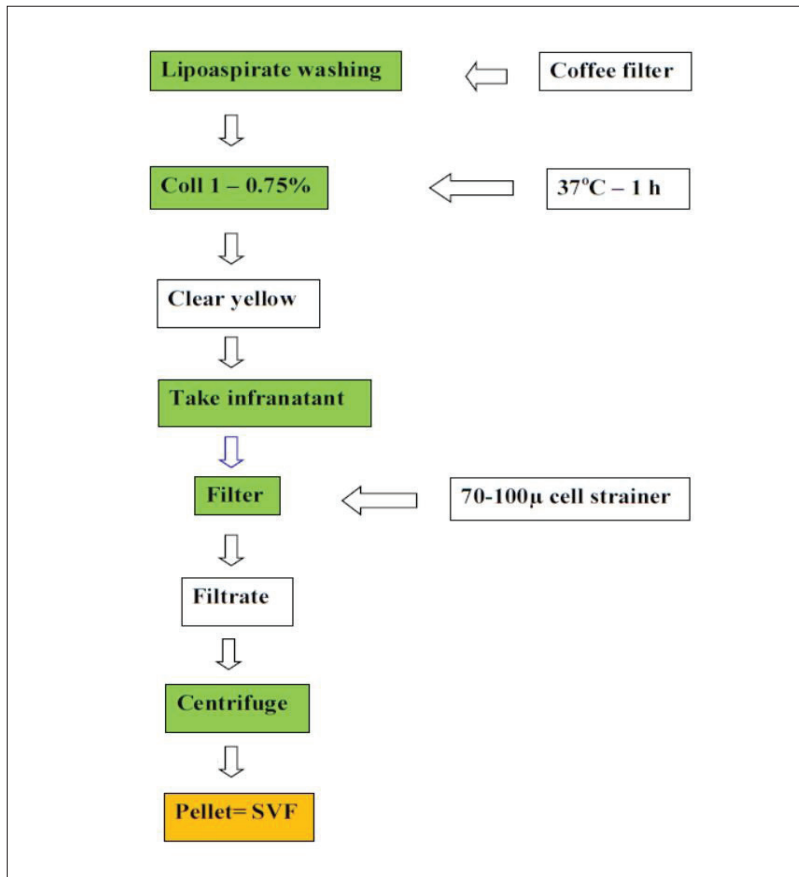 Lipoaspirate washing
Coffee filter
Coll 1 – 0.75%
37°C – 1 h
Clear yellow
Take infranatant
Filter
70-100µ cell strainer
Filtrate
Centrifuge
Pellet= SVF